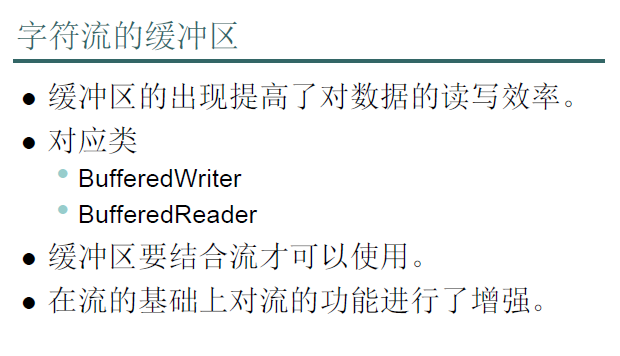 字符流的缓冲区
缓冲区的出现提高了对数据的读写效率。
对应类
BufferedWriter
BufferedReader
缓冲区要结合流才可以使用。
在流的基础上对流的功能进行了增强。